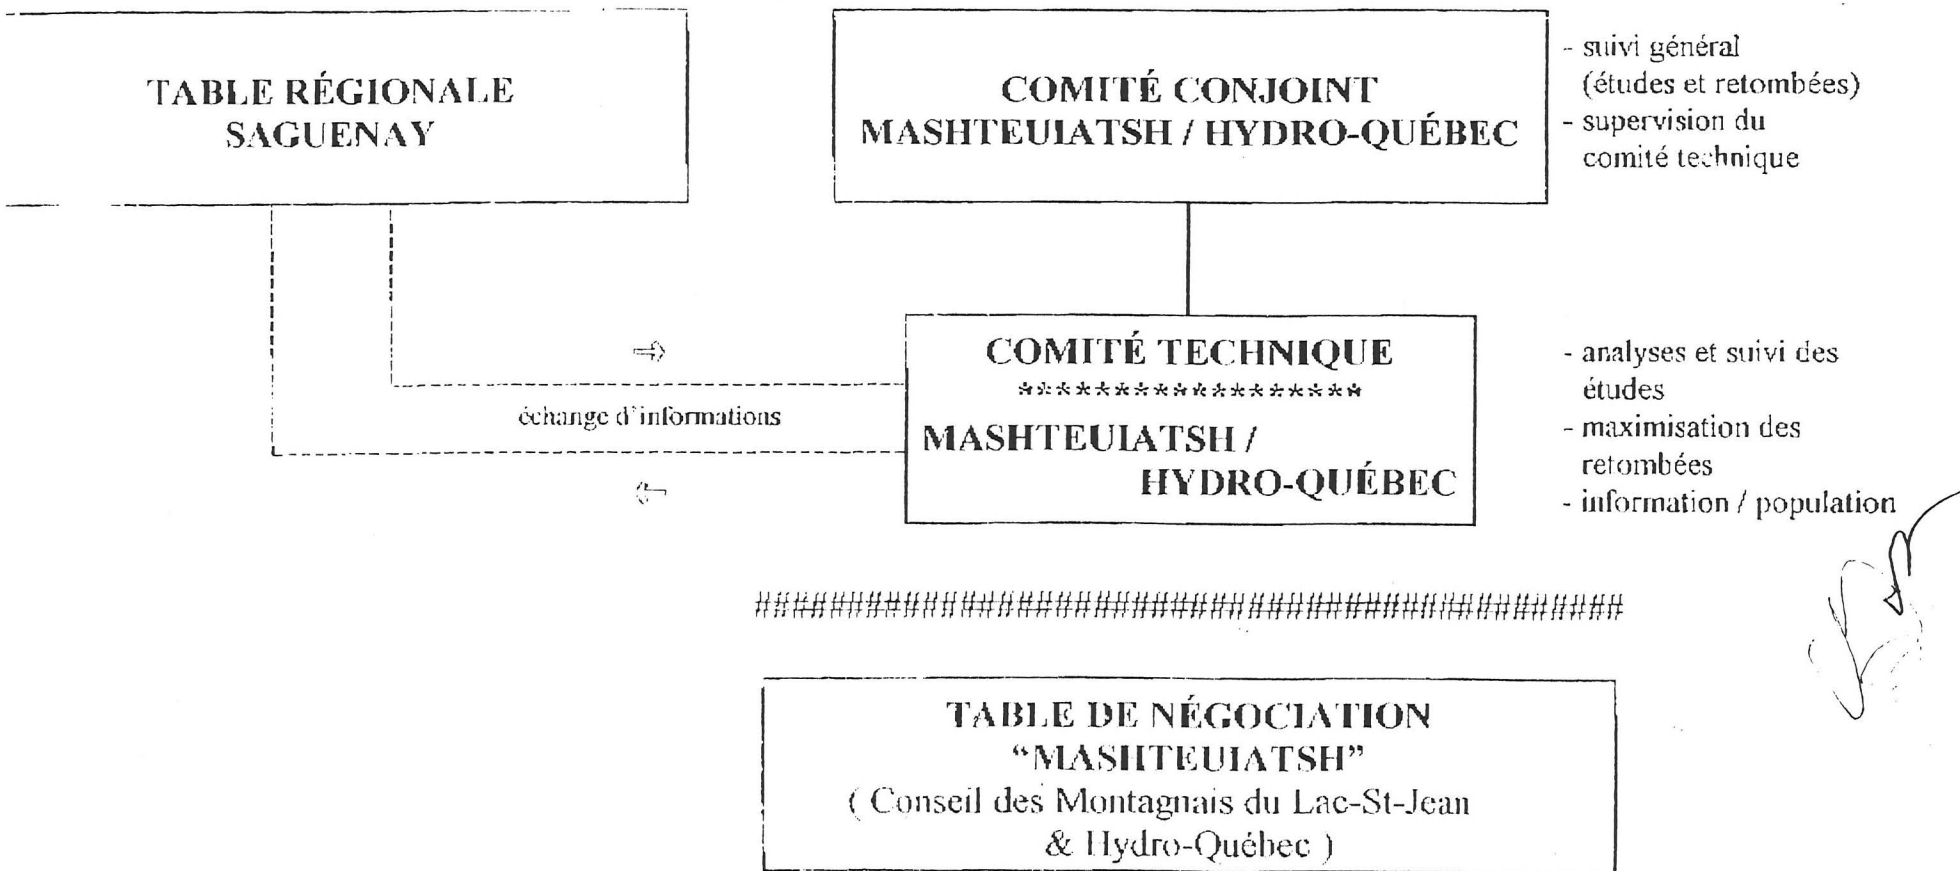 TABLE RÉGIONALE
SAGUENAY
COMITÉ CONJOINT
MASHTEUIATSH / HYDRO-QUÉBEC
- suivi général
(études et retombées)
- supervision du
comité technique
échange d'informations
COMITÉ TECHNIQUE
*******************
MASHTEUIATSH /
HYDRO-QUÉBEC
- analyses et suivi des
études
- maximisation des
retombées
- information / population
##############################################
TABLE DE NÉGOCIATION
“MASHTEUIATSH”
( Conseil des Montagnais du Lac-St-Jean
& Hydro-Québec )